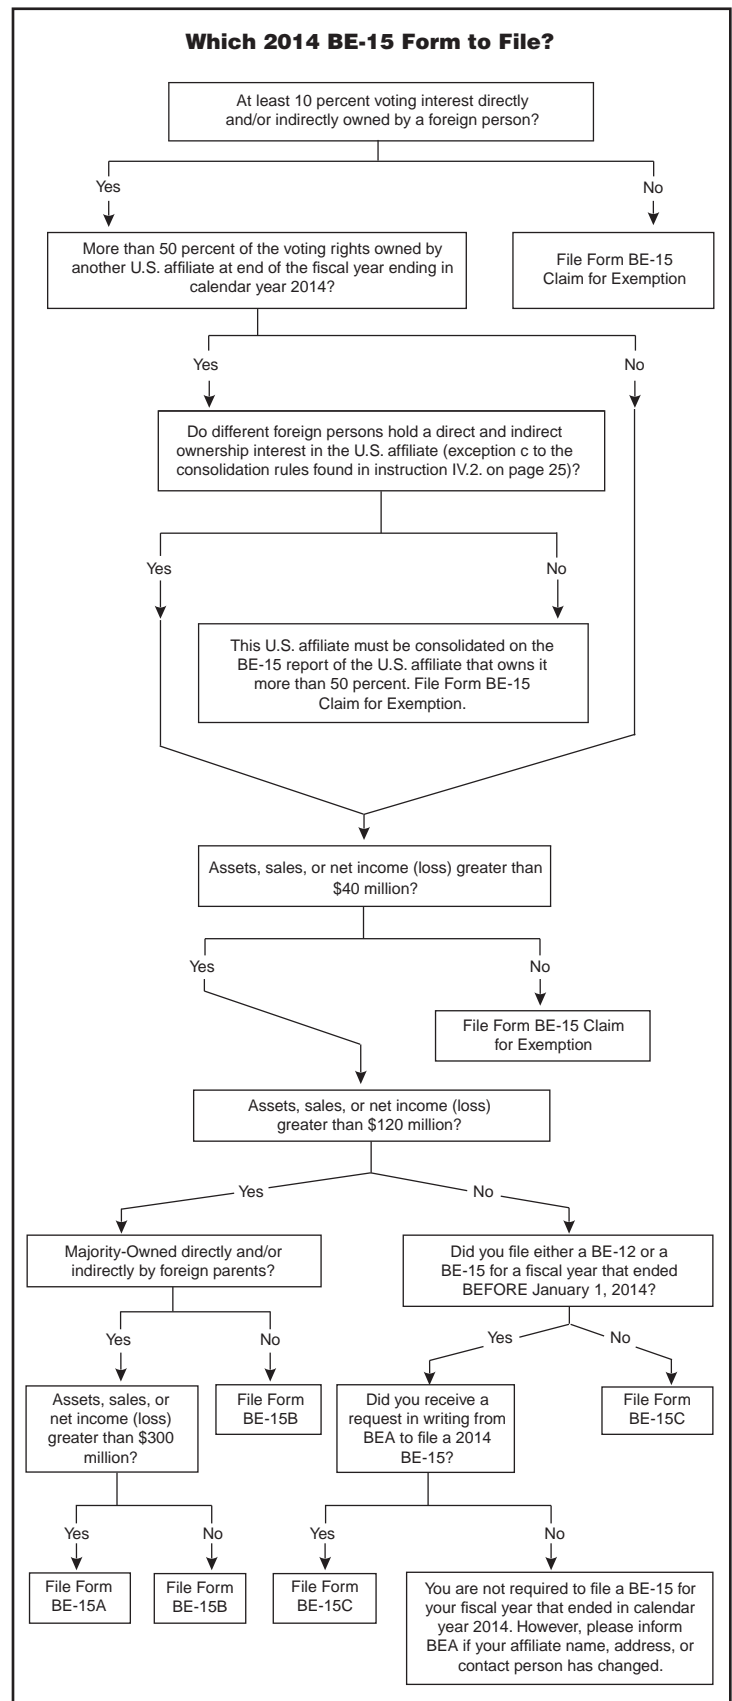 Which 2014 BE-15 Form to File?
At least 10 percent voting interest directly
and/or indirectly owned by a foreign person?
Yes
No
More than 50 percent of the voting rights owned by
another U.S. affiliate at end of the fiscal year ending in
calendar year 2014?
File Form BE-15
Claim for Exemption
Yes
No
Do different foreign persons hold a direct and indirect
ownership interest in the U.S. affiliate (exception c to the
consolidation rules found in instruction IV.2. on page 25)?
Yes
No
This U.S. affiliate must be consolidated on the
BE-15 report of the U.S. affiliate that owns it
more than 50 percent. File Form BE-15
Claim for Exemption.
Assets, sales, or net income (loss) greater than
$40 million?
Yes
No
File Form BE-15 Claim
for Exemption
Assets, sales, or net income (loss)
greater than $120 million?
Yes
No
Majority-Owned directly and/or
indirectly by foreign parents?
Did you file either a BE-12 or a
BE-15 for a fiscal year that ended
BEFORE January 1, 2014?
Yes
No
Yes
No
Assets, sales, or
net income (loss)
greater than $300
million?
File Form
BE-15B
Did you receive a
request in writing from
BEA to file a 2014
BE-15?
File Form
BE-15C
Yes
No
Yes
No
File Form
BE-15A
File Form
BE-15B
File Form
BE-15C
You are not required to file a BE-15 for
your fiscal year that ended in calendar
year 2014. However, please inform
BEA if your affiliate name, address, or
contact person has changed.